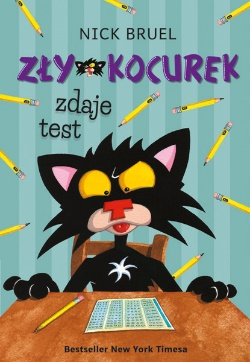 NICK BRUEL
ZŁY KOCUREK
zdaje
test
Bestseller New York Timesa